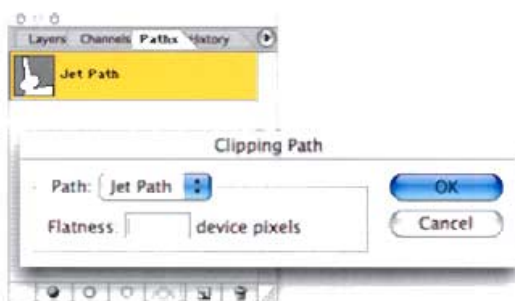 Layers Channels Paths History
Jet Path
Clipping Path
Path: Jet Path
OK
Flatness: device pixels
Cancel